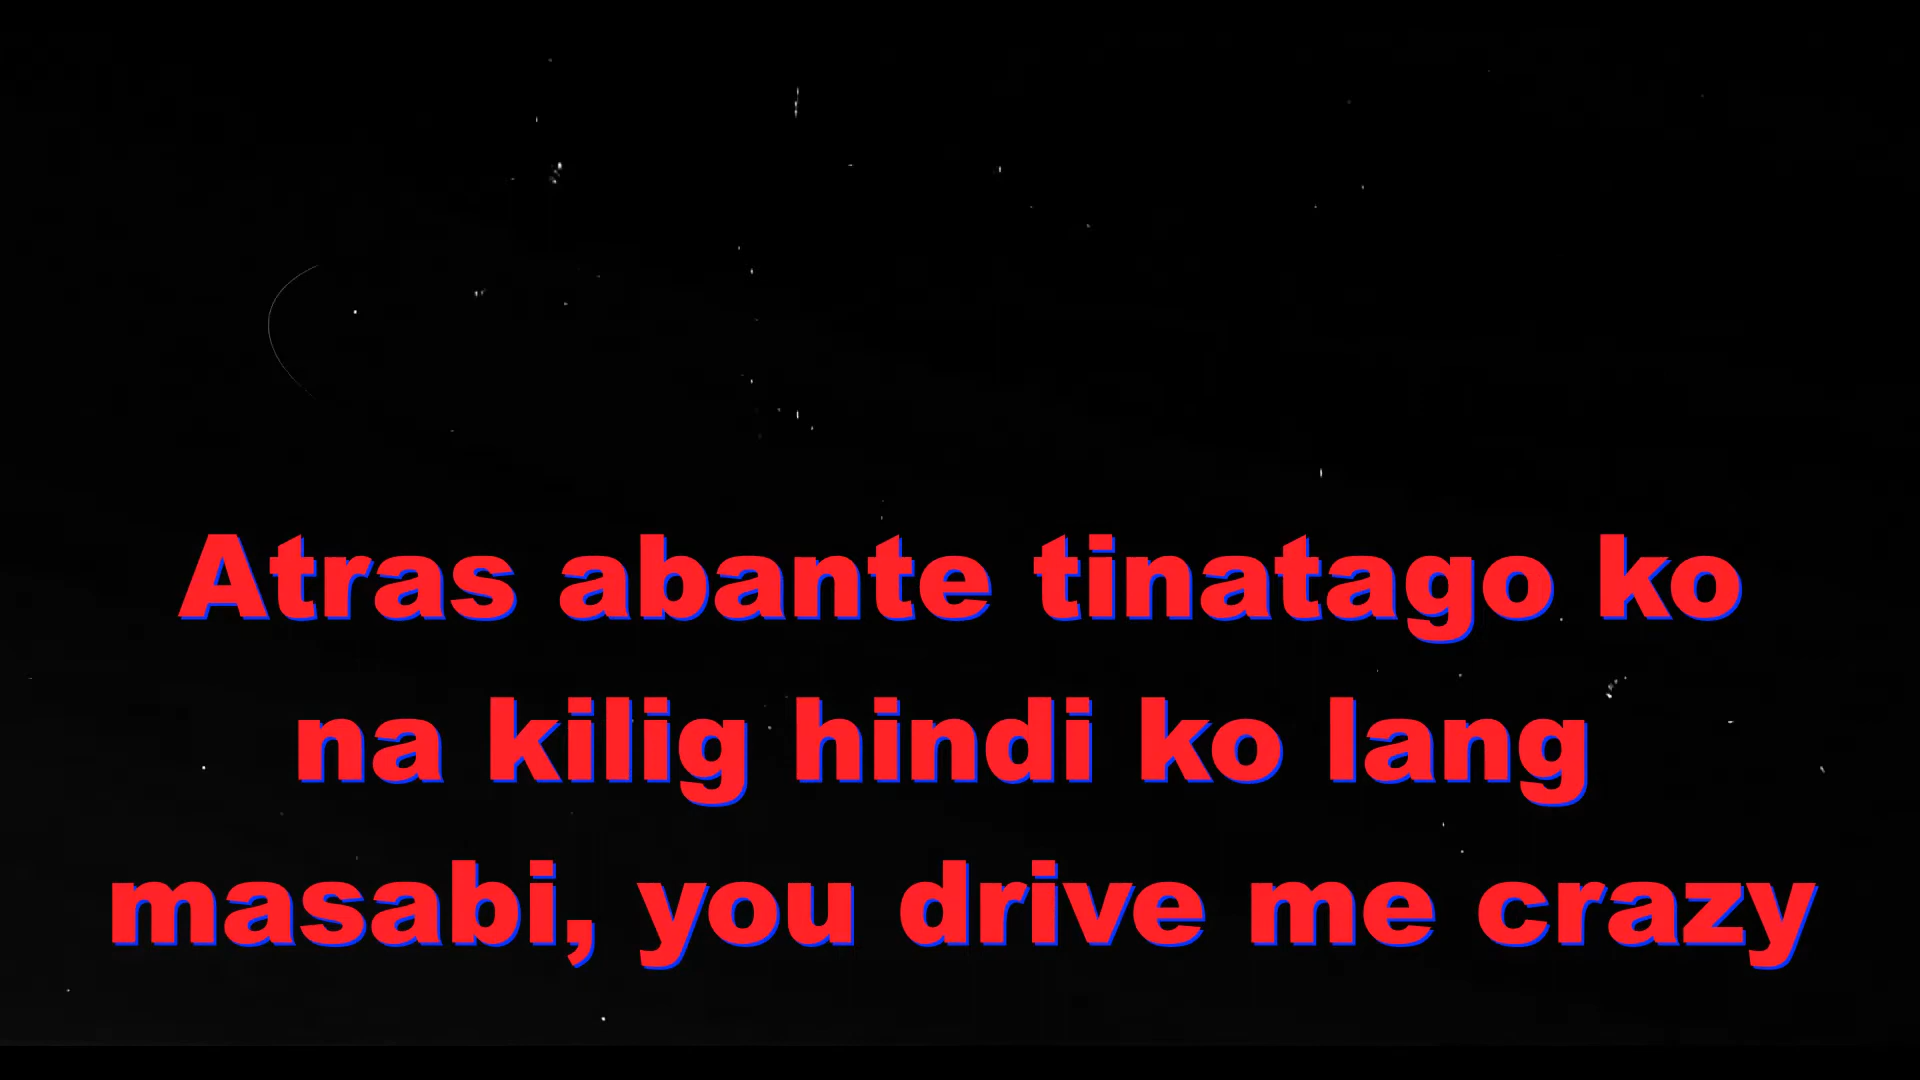 Atras abante tinatago ko
na kilig hindi ko lang
masabi, you drive me crazy